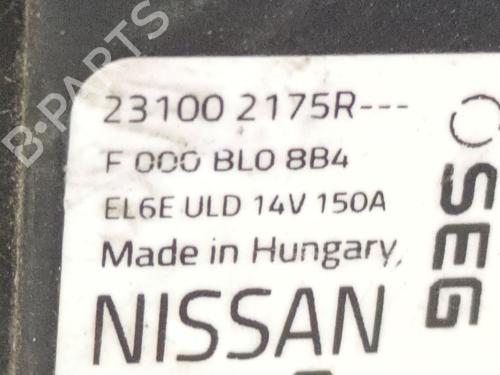 23100 2175R---
F 000 BL0 8B4
EL6E ULD 14V 150A
Made in Hungary,
NISSAN
SEG
B-PARTS